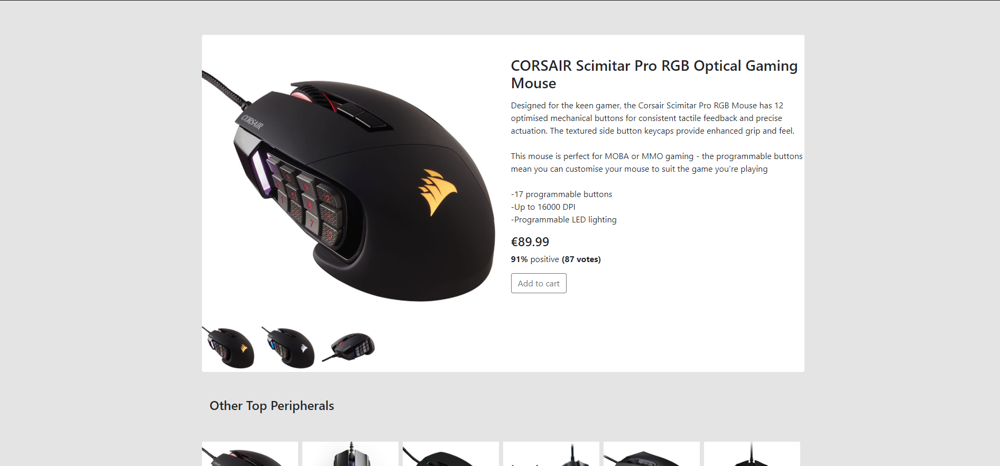 CORSAIR Scimitar Pro RGB Optical Gaming
Mouse
Designed for the keen gamer, the Corsair Scimitar Pro RGB Mouse has 12
optimised mechanical buttons for consistent tactile feedback and precise
actuation. The textured side button keycaps provide enhanced grip and feel.
This mouse is perfect for MOBA or MMO gaming - the programmable buttons
mean you can customise your mouse to suit the game you're playing
-17 programmable buttons
-Up to 16000 DPI
-Programmable LED lighting
€89.99
91% positive (87 votes)
Add to cart
CORSAIR
1
8
7
Other Top Peripherals